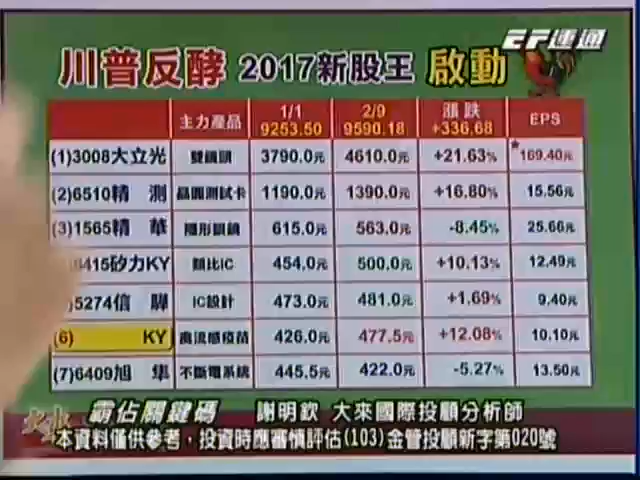 EF連通
川普反酵 2017新股王 啟動
主力產品 1/1 9253.50 2/9 9590.18 漲跌 +336.68 EPS
(1)3008大立光 雙鏡頭 3790.0元 4610.0元 +21.63% *169.40元
(2)6510精 測 晶圓測試卡 1190.0元 1390.0元 +16.80% 15.56元
(3)1565精 華 隱形眼鏡 615.0元 563.0元 -8.45% 25.66元
6415矽力KY 類比IC 454.0元 500.0元 +10.13% 12.49元
5274信 驊 IC設計 473.0元 481.0元 +1.69% 9.40元
(6) KY 禽流感疫苗 426.0元 477.5元 +12.08% 10.10元
(7)6409旭 隼 不斷電系統 445.5元 422.0元 -5.27% 13.50元
霸佔關鍵碼 謝明欽 大來國際投顧分析師
本資料僅供參考,投資時應審慎評估(103)金管投顧新字第020號